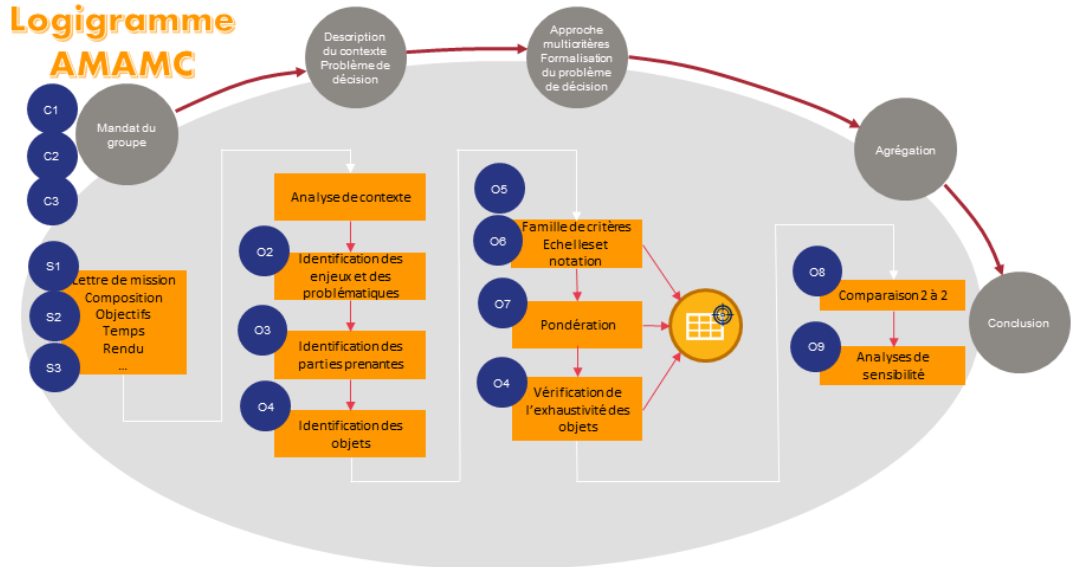 Logigramme
AMAMC
C1
C2
C3
Mandat du
groupe
Description
du contexte
Problème de
décision
Approche
multicritères
Formalisation
du problème
de décision
Agrégation
Conclusion
S1
S2
S3
Lettre de mission
Composition
Objectifs
Temps
Rendu
...
Analyse de contexte
O2
Identification des
enjeux et des
problématiques
O3
Identification des
parties prenantes
O4
Identification des
objets
O5
O6
Famille de critères
Echelles et
notation
O7
Pondération
O4
Vérification de
l'exhaustivité des
objets
O8
Comparaison 2 à 2
O9
Analyses de
sensibilité